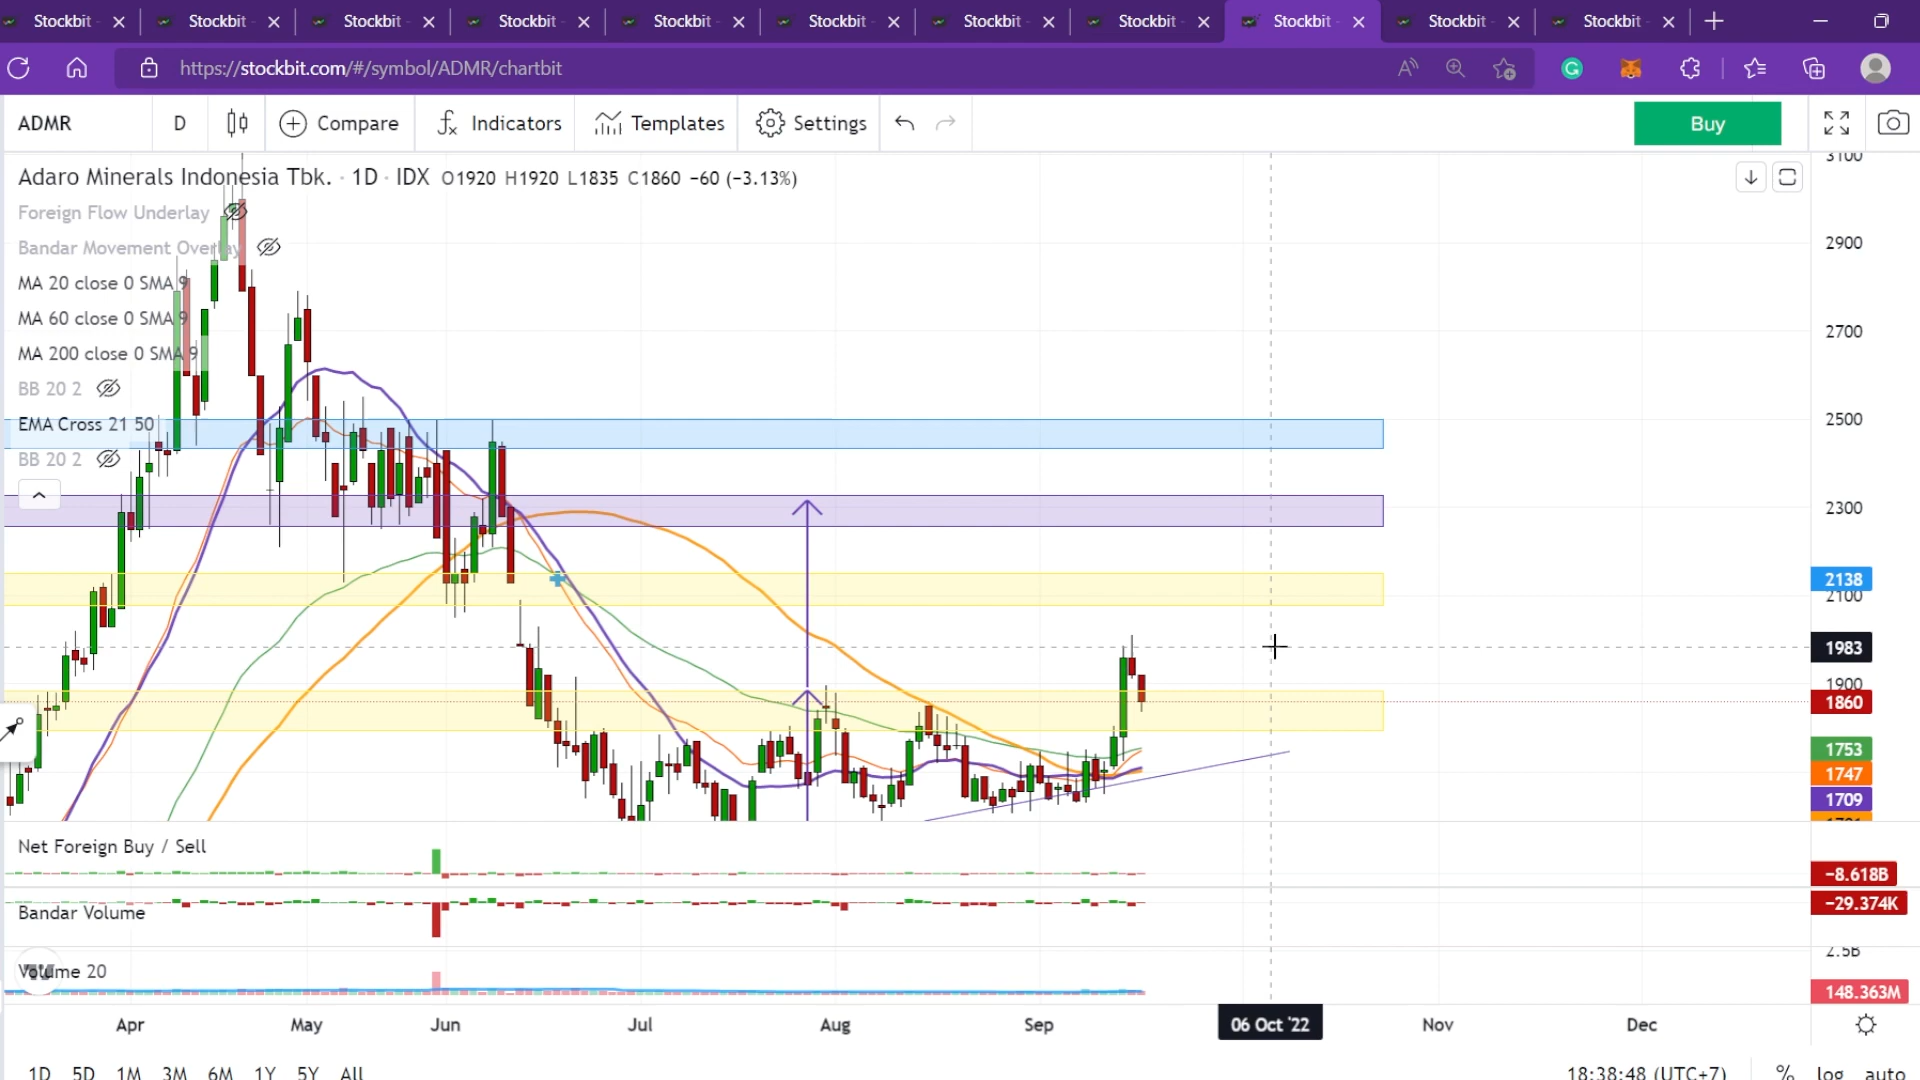 Stockbit - Stockbit - Stockbit - Stockbit - Stockbit - Stockbit - Stockbit - Stockbit - Stockbit - Stockbit - Stockbit -
https://stockbit.com/#/symbol/ADMR/chartbit
ADMR D Compare Indicators Templates Settings Buy
Adaro Minerals Indonesia Tbk. · 1D · IDX O1920 H1920 L1835 C1860 −60 (−3.13%)
Foreign Flow Underlay
Bandar Movement Overlay
MA 20 close 0 SMA 9
MA 60 close 0 SMA 9
MA 200 close 0 SMA 9
BB 20 2
EMA Cross 21 50
BB 20 2
3100
2900
2700
2500
2300
2138
2100
1983
1900
1860
1753
1747
1709
Net Foreign Buy / Sell
−8.618B
Bandar Volume
−29.374K
Volume 20
2.5B
148.363M
Apr May Jun Jul Aug Sep 06 Oct '22 Nov Dec
1D 5D 1M 3M 6M 1Y 5Y All
18:38:48 (UTC+7) % log auto